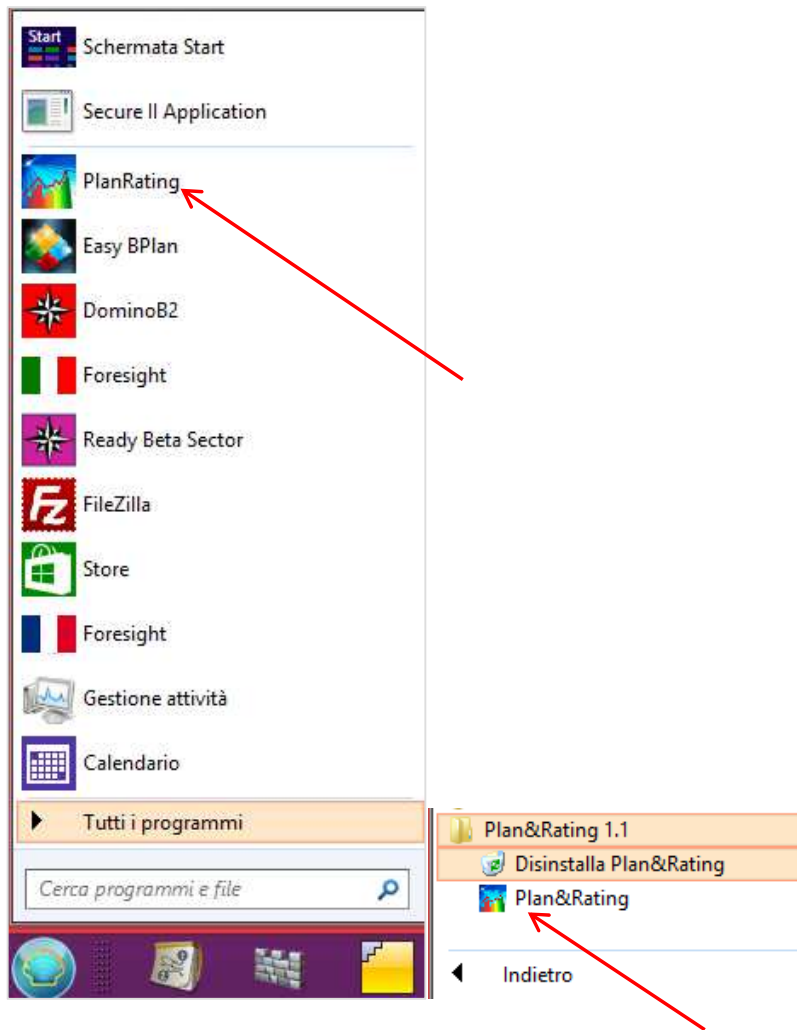 Start
Schermata Start
Secure II Application
PlanRating
Easy BPlan
DominoB2
Foresight
Ready Beta Sector
Fz
FileZilla
Store
Foresight
Gestione attività
Calendario
Tutti i programmi
Cerca programmi e file
Plan&Rating 1.1
Disinstalla Plan&Rating
Plan&Rating
Indietro